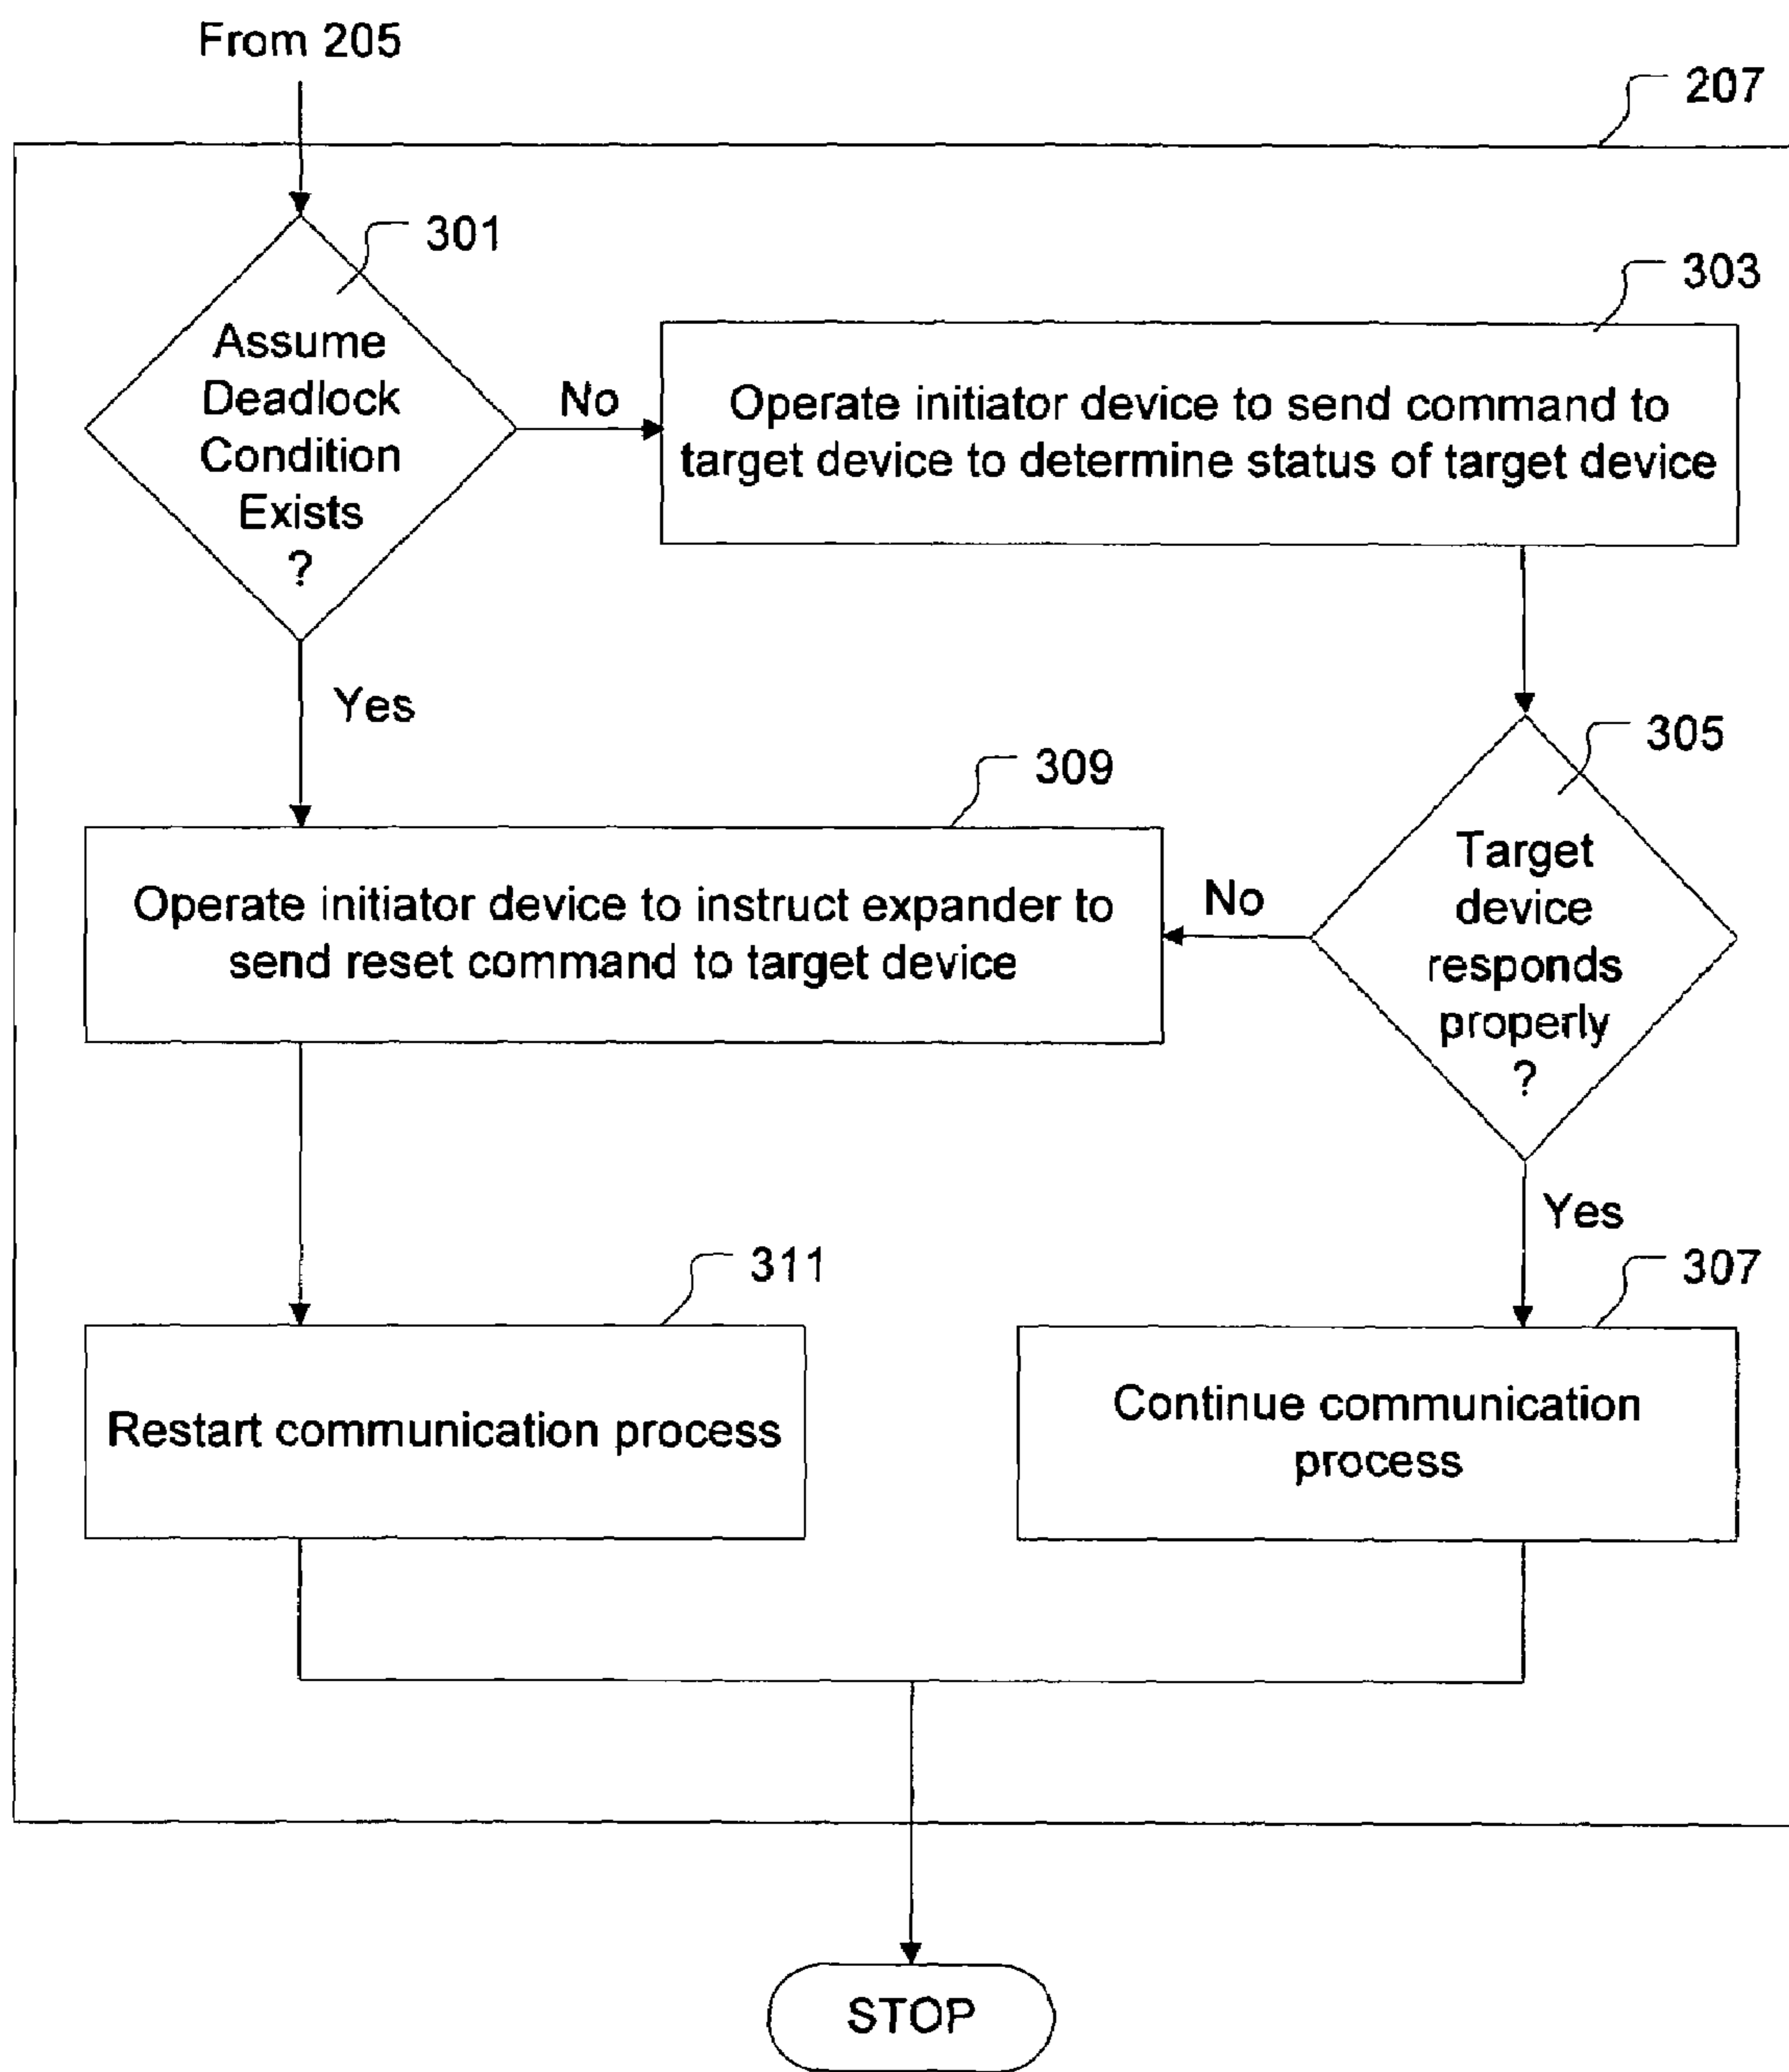 From 205
207
301
Assume
Deadlock
Condition
Exists
?
No
303
Operate initiator device to send command to
target device to determine status of target device
Yes
305
Target
device
responds
properly
?
No
309
Operate initiator device to instruct expander to
send reset command to target device
Yes
311
Restart communication process
307
Continue communication
process
STOP